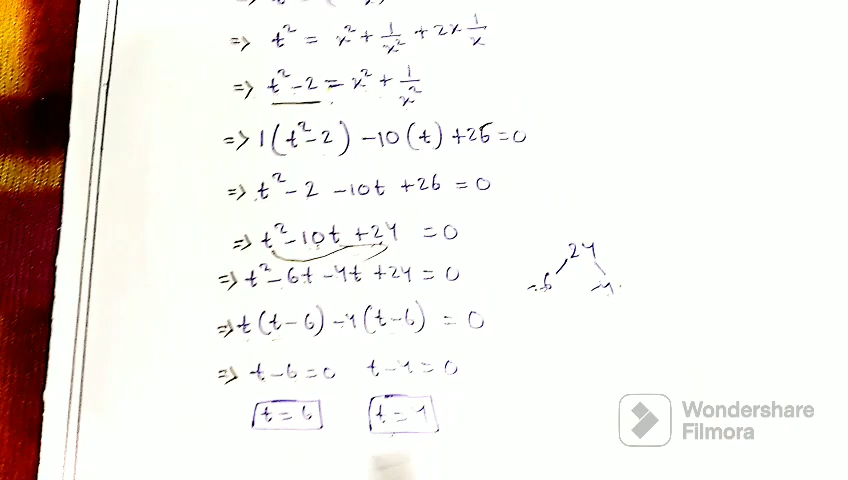 => t² = x² + 1/x² + 2x 1/x
=> t² - 2 = x² + 1/x²
=> 1(t² - 2) - 10(t) + 26 = 0
=> t² - 2 - 10t + 26 = 0
=> t² - 10t + 24 = 0
24
=> t² - 6t - 4t + 24 = 0
-6 -4
=> t(t - 6) - 4(t - 6) = 0
=> t - 6 = 0 t - 4 = 0
t = 6 t = 4
Wondershare
Filmora